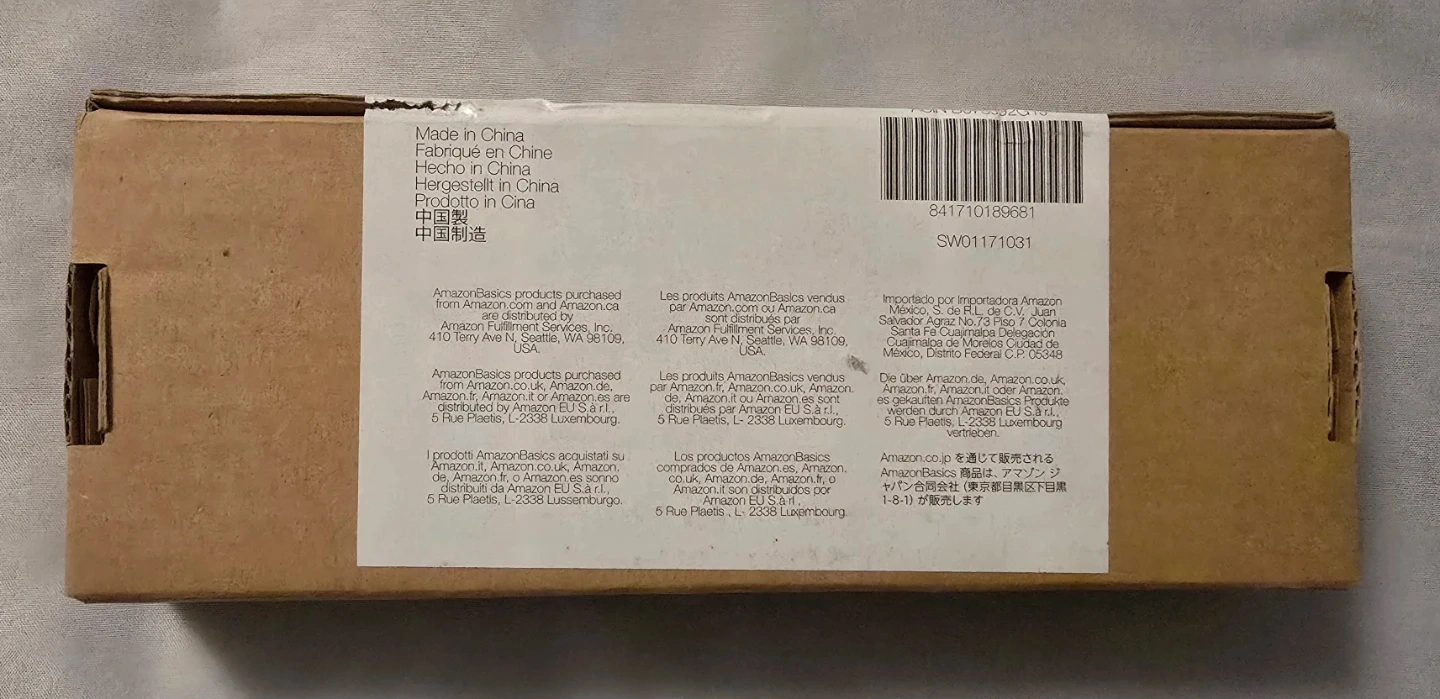 Made in China
Fabriqué en Chine
Hecho in China
Hergestellt in China
Prodotto in Cina
中国製
中国制造
841710189681
SW01171031
AmazonBasics products purchased
from Amazon.com and Amazon.ca
are distributed by
Amazon Fulfillment Services, Inc.
410 Terry Ave N, Seattle, WA 98109,
USA.
Les produits AmazonBasics vendus
par Amazon.com ou Amazon.ca
sont distribués par
Amazon Fulfillment Services, Inc.
410 Terry Ave N, Seattle, WA 98109,
USA.
Importado por Importadora Amazon
México, S. de R.L. de C.V. Juan
Salvador Agraz No.73 Piso 7 Colonia
Santa Fe Cuajimalpa Delegación
Cuajimalpa de Morelos Ciudad de
México, Distrito Federal C.P. 05348
AmazonBasics products purchased
from Amazon.co.uk, Amazon.de,
Amazon.fr, Amazon.it or Amazon.es are
distributed by Amazon EU S.à r.l.,
5 Rue Plaetis, L-2338 Luxembourg.
Les produits AmazonBasics vendus
par Amazon.fr, Amazon.co.uk, Amazon.
de, Amazon.it ou Amazon.es sont
distribués par Amazon EU S.à r.l.,
5 Rue Plaetis, L- 2338 Luxembourg.
Die über Amazon.de, Amazon.co.uk,
Amazon.fr, Amazon.it oder Amazon.
es gekauften AmazonBasics Produkte
werden durch Amazon EU S.à r.l.,
5 Rue Plaetis, L-2338 Luxembourg
vertrieben.
I prodotti AmazonBasics acquistati su
Amazon.it, Amazon.co.uk, Amazon.
de, Amazon.fr, o Amazon.es sonno
distribuiti da Amazon EU S.à r.l.,
5 Rue Plaetis, L-2338 Lussemburgo.
Los productos AmazonBasics
comprados de Amazon.es, Amazon.
co.uk, Amazon.de, Amazon.fr, o
Amazon.it son distribuidos por
Amazon EU S.à rl ,
5 Rue Plaetis , L- 2338 Luxembourg.
Amazon.co.jp を通じて販売される
AmazonBasics 商品は、アマゾン ジ
ャパン合同会社 (東京都目黒区下目黒
1-8-1) が販売します